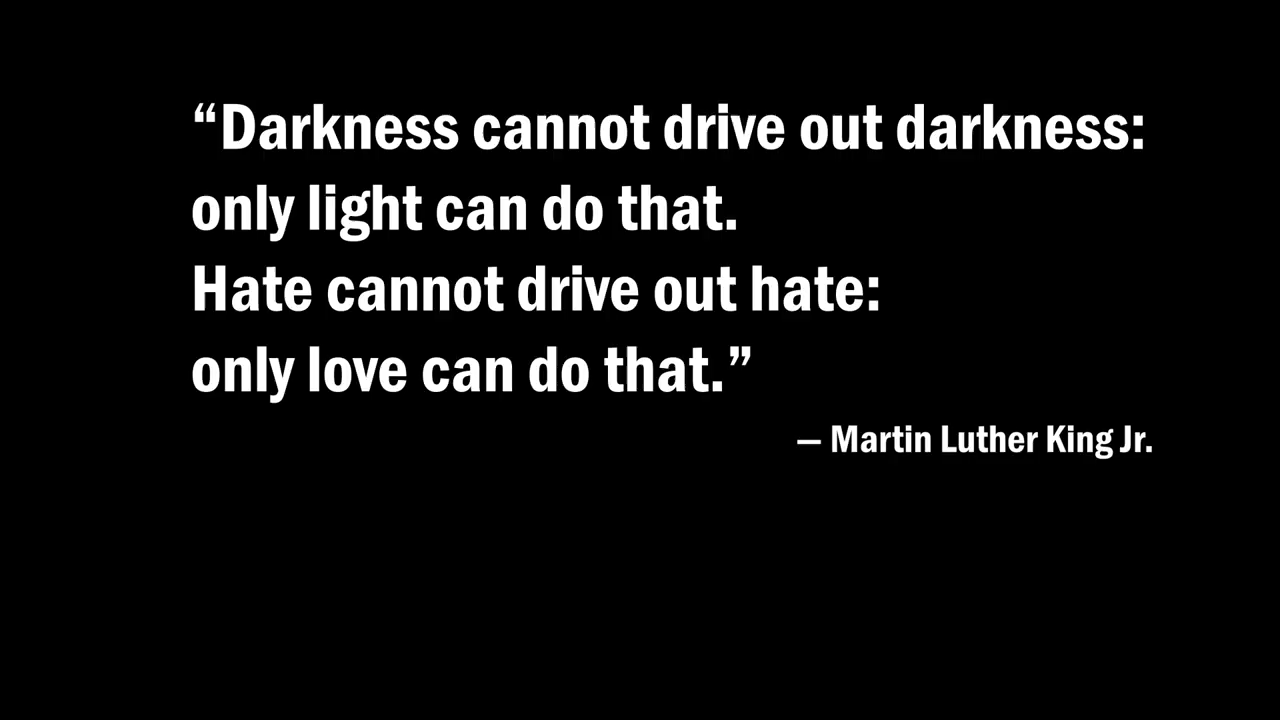 “Darkness cannot drive out darkness:
only light can do that.
Hate cannot drive out hate:
only love can do that.”
— Martin Luther King Jr.